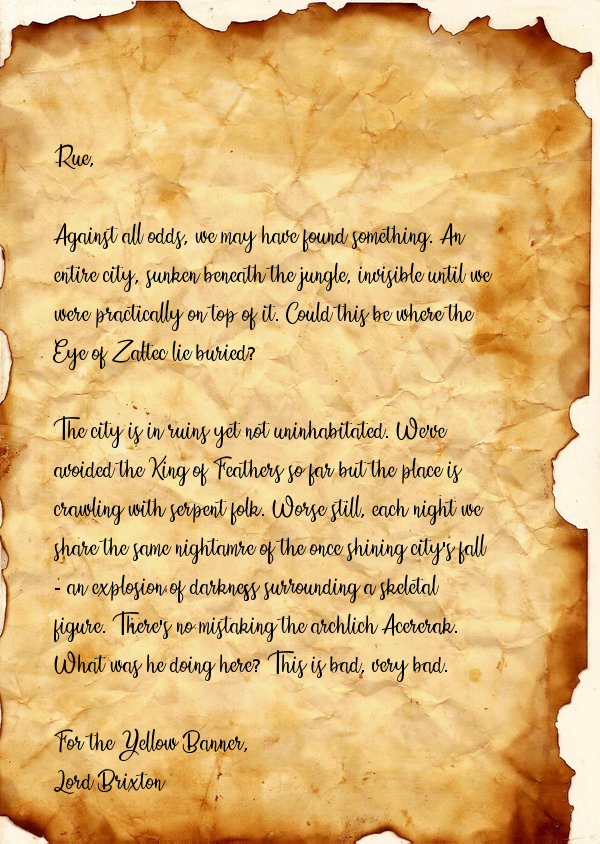 Rue,
Against all odds, we may have found something. An
entire city, sunken beneath the jungle, invisible until we
were practically on top of it. Could this be where the
Eye of Zaltec lie buried?
The city is in ruins yet not uninhabitated. We've
avoided the King of Feathers so far but the place is
crawling with serpent folk. Worse still, each night we
share the same nightamre of the once shining city's fall
- an explosion of darkness surrounding a skeletal
figure. There's no mistaking the archlich Acererak.
What was he doing here? This is bad, very bad.
For the Yellow Banner,
Lord Brixton